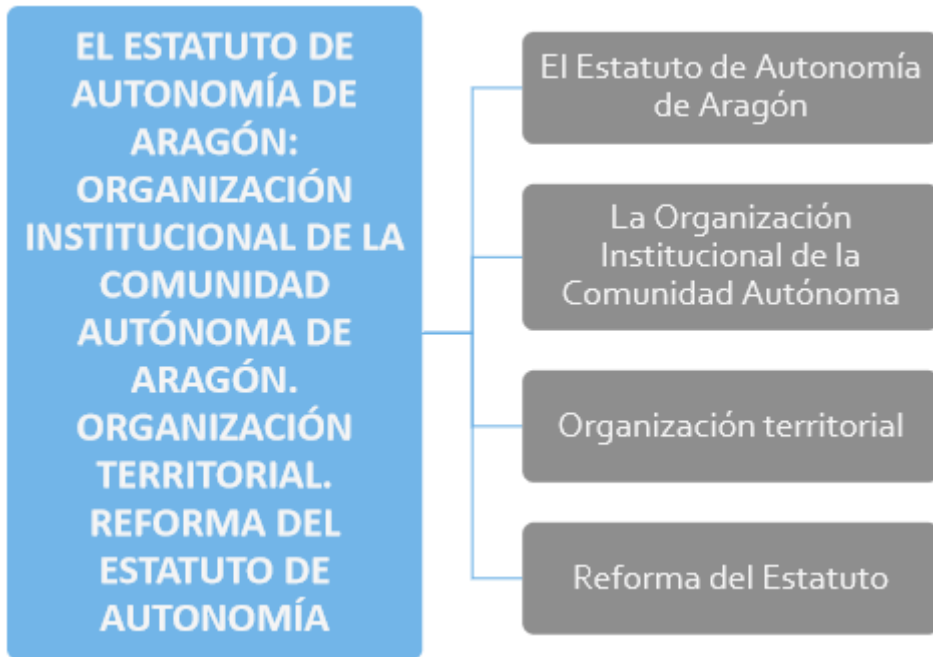 EL ESTATUTO DE
AUTONOMÍA DE
ARAGÓN:
ORGANIZACIÓN
INSTITUCIONAL DE LA
COMUNIDAD
AUTÓNOMA DE
ARAGÓN.
ORGANIZACIÓN
TERRITORIAL.
REFORMA DEL
ESTATUTO DE
AUTONOMÍA
El Estatuto de Autonomía
de Aragón
La Organización
Institucional de la
Comunidad Autónoma
Organización territorial
Reforma del Estatuto